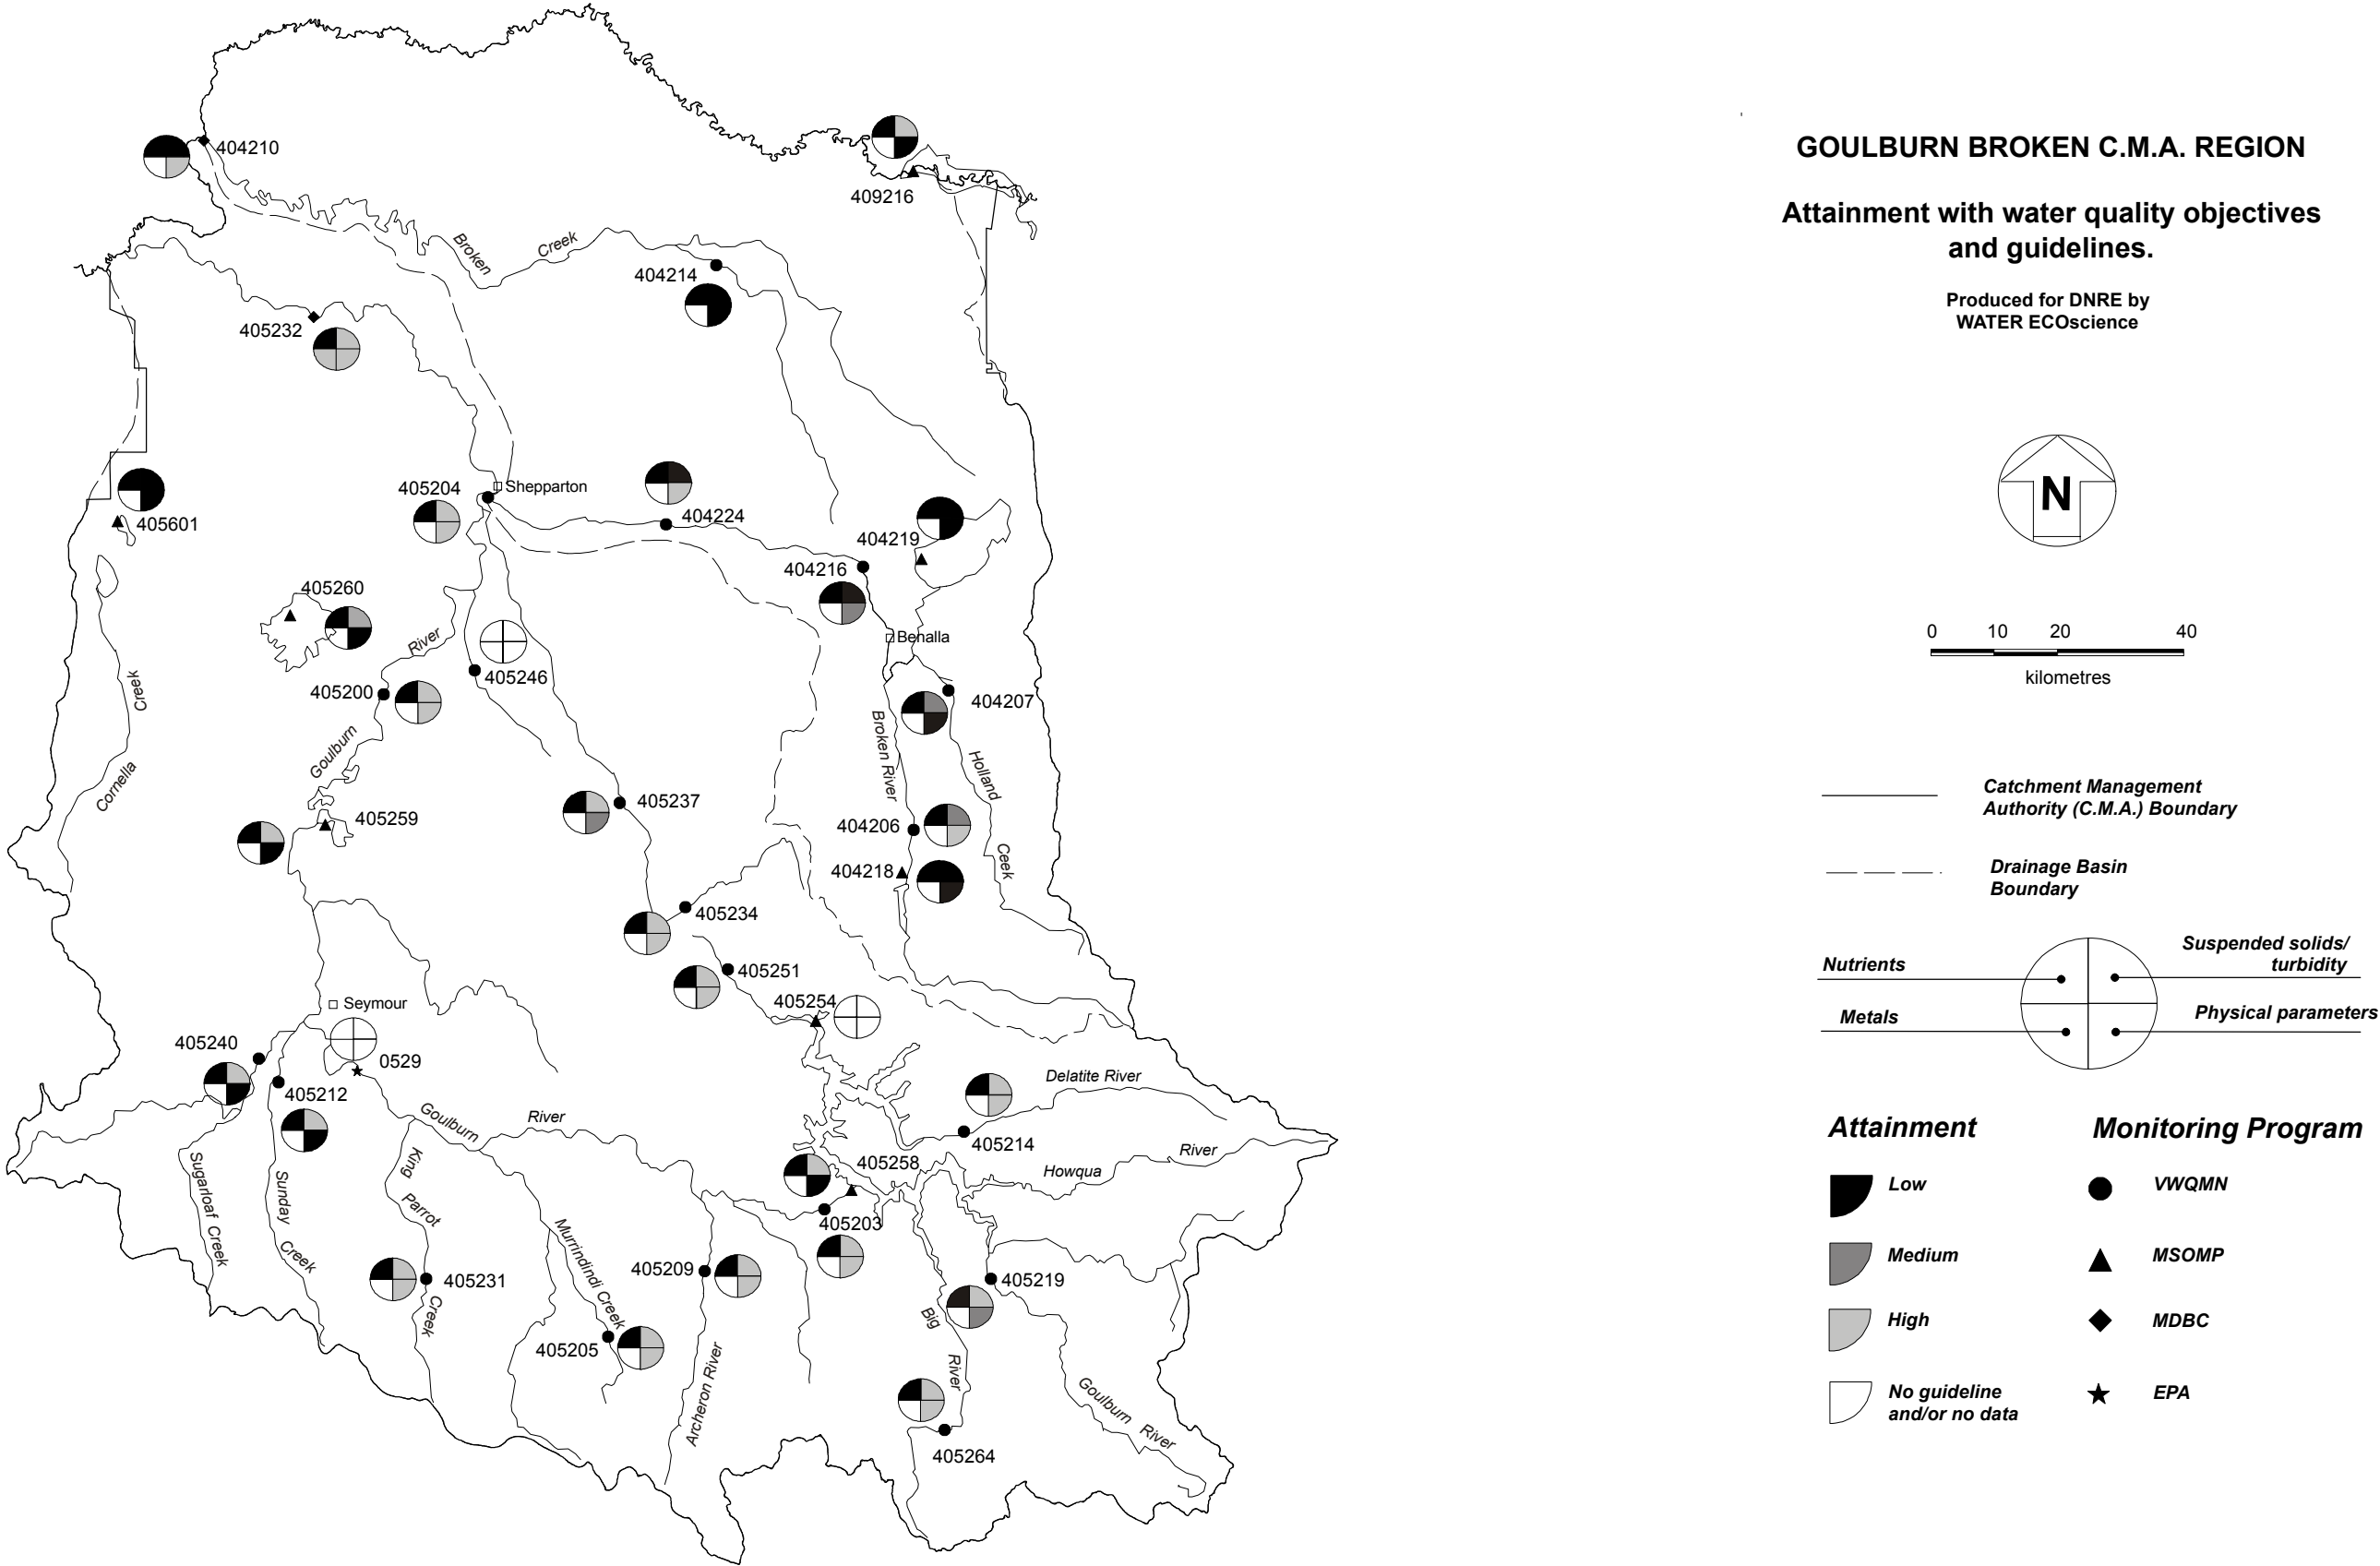 GOULBURN BROKEN C.M.A. REGION
Attainment with water quality objectives
and guidelines.
Produced for DNRE by
WATER ECOscience
N
0 10 20 40
kilometres
Catchment Management
Authority (C.M.A.) Boundary
Drainage Basin
Boundary
Nutrients
Suspended solids/
turbidity
Metals
Physical parameters
Attainment
Low
Medium
High
No guideline
and/or no data
Monitoring Program
VWQMN
MSOMP
MDBC
EPA
404210
409216
Broken
Creek
404214
405232
405204
Shepparton
404224
405601
404219
404216
405260
Benalla
River
405246
405200
404207
Creek
Goulburn
Cornella
Broken River
Holland
Ceek
405237
405259
404206
404218
405234
405251
405254
Seymour
405240
0529
405212
Delatite River
Goulburn
River
405214
River
Howqua
King
Parrot
Creek
Sugarloaf Creek
Sunday
Creek
Murrindindi Creek
405258
405203
405231
405209
405219
Big
River
405205
Archeron River
Goulburn
River
405264